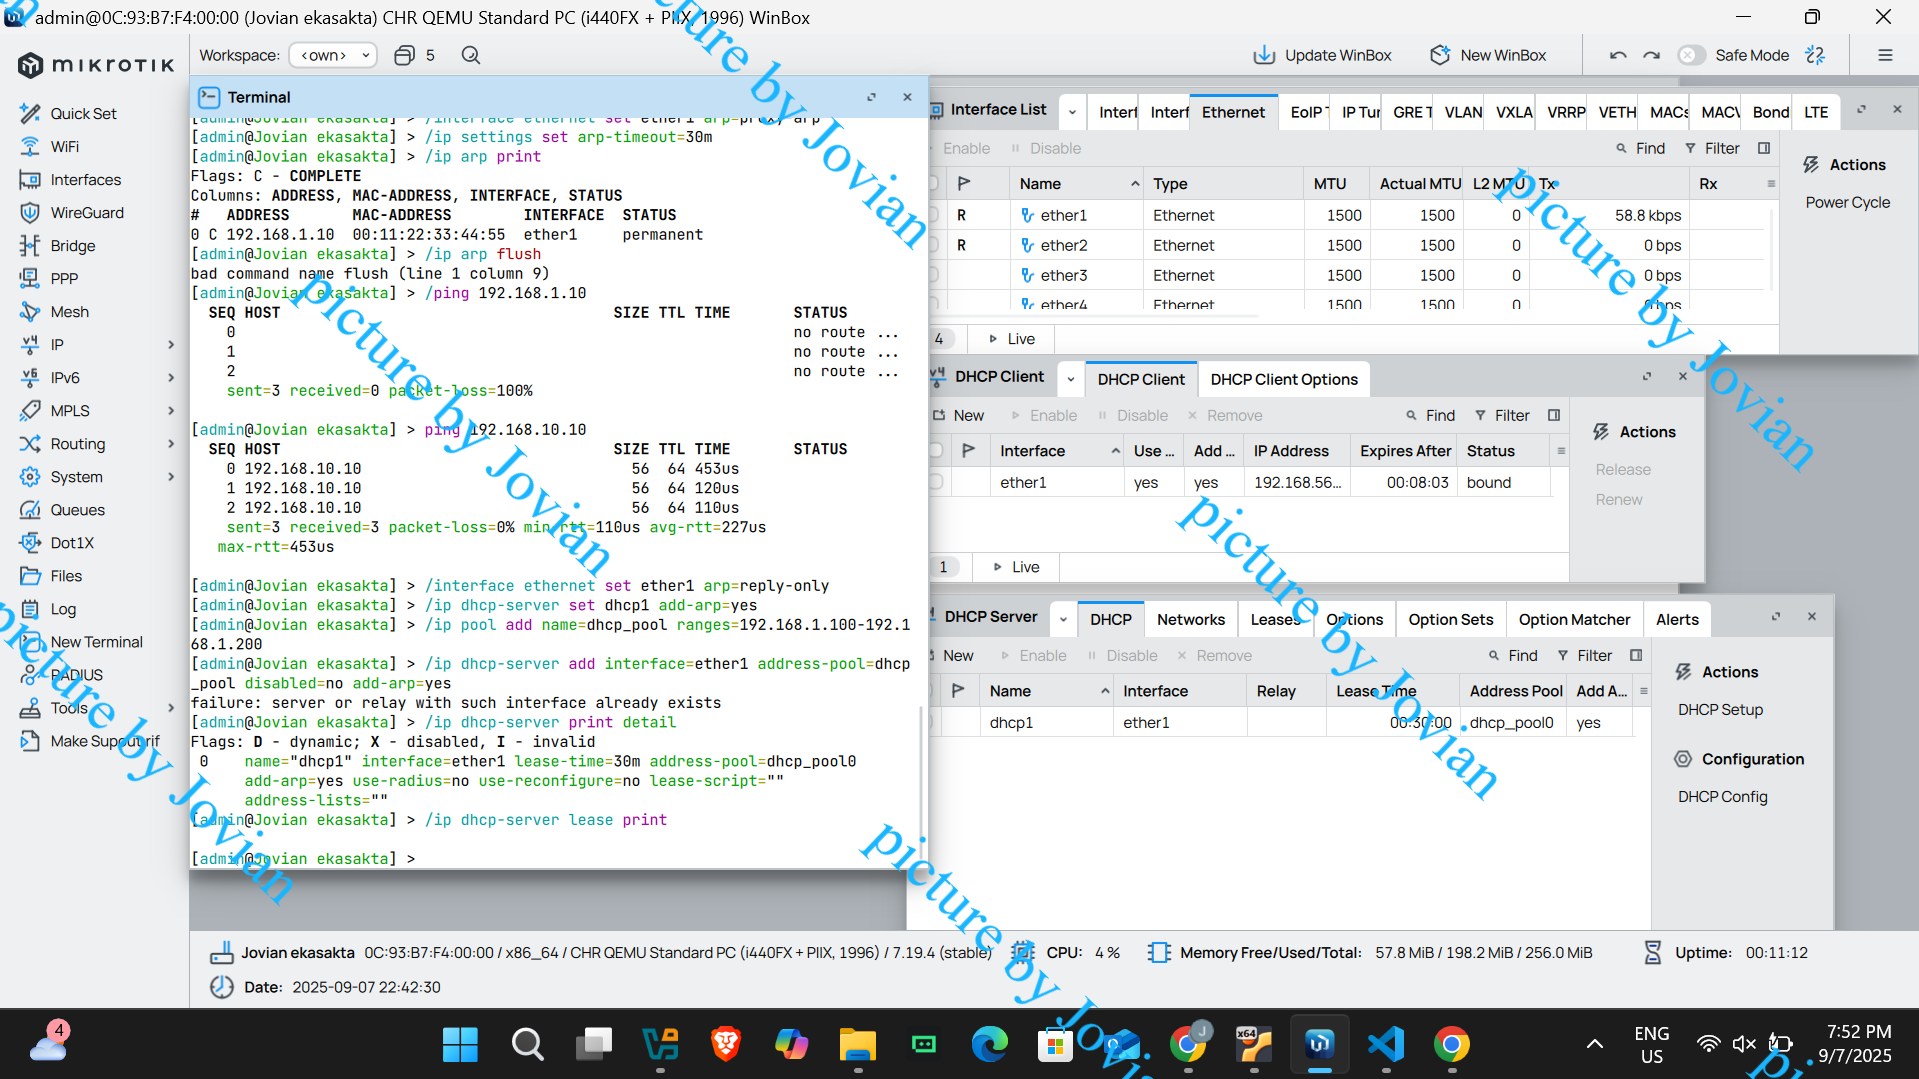 admin@0C:93:B7:F4:00:00 (Jovian ekasakta) CHR QEMU Standard PC (i440FX + PIIX, 1996) WinBox
MIKROTIK
Workspace: <own> 5
Update WinBox New WinBox Safe Mode
Quick Set
WiFi
Interfaces
WireGuard
Bridge
PPP
Mesh
IP
IPv6
MPLS
Routing
System
Queues
Dot1X
Files
Log
New Terminal
RADIUS
Tools
Make Supoutrif
Terminal
[admin@Jovian ekasakta] > /interface ethernet set ether1 arp=proxy-arp
[admin@Jovian ekasakta] > /ip settings set arp-timeout=30m
[admin@Jovian ekasakta] > /ip arp print
Flags: C - COMPLETE
Columns: ADDRESS, MAC-ADDRESS, INTERFACE, STATUS
# ADDRESS MAC-ADDRESS INTERFACE STATUS
0 C 192.168.1.10 00:11:22:33:44:55 ether1 permanent
[admin@Jovian ekasakta] > /ip arp flush
bad command name flush (line 1 column 9)
[admin@Jovian ekasakta] > /ping 192.168.1.10
SEQ HOST SIZE TTL TIME STATUS
0 no route ...
1 no route ...
2 no route ...
sent=3 received=0 packet-loss=100%
[admin@Jovian ekasakta] > ping 192.168.10.10
SEQ HOST SIZE TTL TIME STATUS
0 192.168.10.10 56 64 453us
1 192.168.10.10 56 64 120us
2 192.168.10.10 56 64 110us
sent=3 received=3 packet-loss=0% min-rtt=110us avg-rtt=227us
max-rtt=453us
[admin@Jovian ekasakta] > /interface ethernet set ether1 arp=reply-only
[admin@Jovian ekasakta] > /ip dhcp-server set dhcp1 add-arp=yes
[admin@Jovian ekasakta] > /ip pool add name=dhcp_pool ranges=192.168.1.100-192.1
68.1.200
[admin@Jovian ekasakta] > /ip dhcp-server add interface=ether1 address-pool=dhcp
_pool disabled=no add-arp=yes
failure: server or relay with such interface already exists
[admin@Jovian ekasakta] > /ip dhcp-server print detail
Flags: D - dynamic; X - disabled, I - invalid
0 name="dhcp1" interface=ether1 lease-time=30m address-pool=dhcp_pool0
add-arp=yes use-radius=no use-reconfigure=no lease-script=""
address-lists=""
[admin@Jovian ekasakta] > /ip dhcp-server lease print
[admin@Jovian ekasakta] >
Interface List Interf Interf Ethernet EoIP T IP Tur GRE T VLAN VXLA VRRP VETH MACs MACV Bond LTE
Enable Disable Find Filter
Name Type MTU Actual MTU L2 MTU Tx Rx
R ether1 Ethernet 1500 1500 0 58.8 kbps
R ether2 Ethernet 1500 1500 0 0 bps
ether3 Ethernet 1500 1500 0 0 bps
ether4 Ethernet 1500 1500 0 0 bps
4 Live
Actions
Power Cycle
DHCP Client DHCP Client DHCP Client Options
New Enable Disable Remove Find Filter
Interface Use ... Add ... IP Address Expires After Status
ether1 yes yes 192.168.56... 00:08:03 bound
1 Live
Actions
Release
Renew
DHCP Server DHCP Networks Leases Options Option Sets Option Matcher Alerts
New Enable Disable Remove Find Filter
Name Interface Relay Lease Time Address Pool Add A...
dhcp1 ether1 00:30:00 dhcp_pool0 yes
Actions
DHCP Setup
Configuration
DHCP Config
Jovian ekasakta 0C:93:B7:F4:00:00 / x86_64 / CHR QEMU Standard PC (i440FX + PIIX, 1996) / 7.19.4 (stable) CPU: 4 % Memory Free/Used/Total: 57.8 MiB / 198.2 MiB / 256.0 MiB Uptime: 00:11:12
Date: 2025-09-07 22:42:30
4
x64
J
ENG
US
7:52 PM
9/7/2025
picture by Jovian
picture by Jovian
picture by Jovian
picture by Jovian
picture by Jovian
picture by Jovian